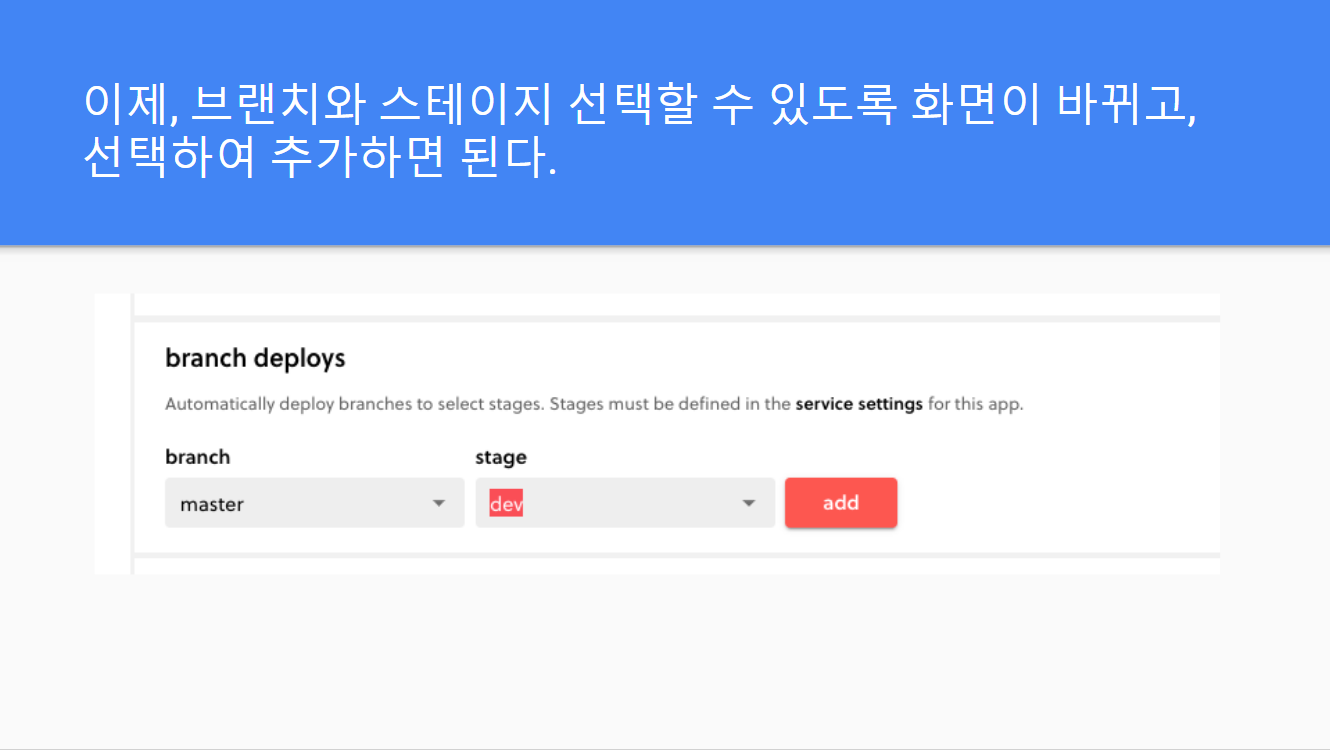 이제, 브랜치와 스테이지 선택할 수 있도록 화면이 바뀌고,
선택하여 추가하면 된다.
branch deploys
Automatically deploy branches to select stages. Stages must be defined in the service settings for this app.
branch stage
master dev add